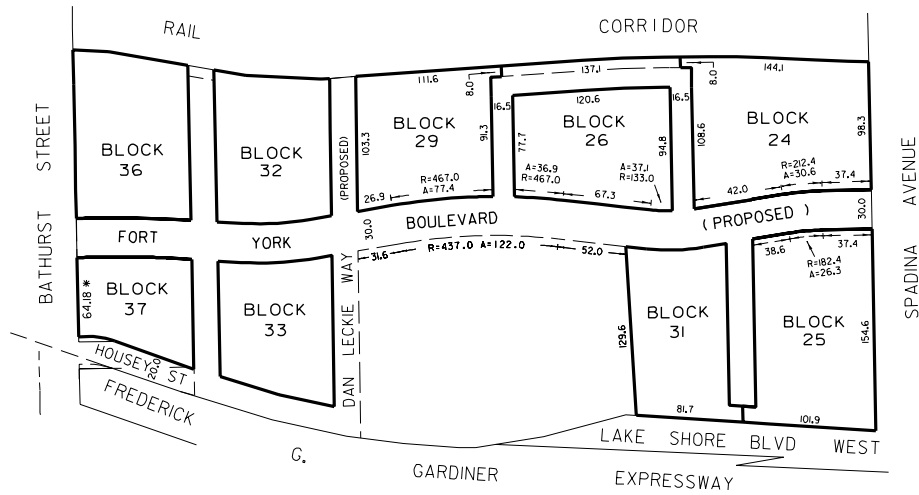 RAIL
CORRIDOR
111.6
8.0
137.1
8.0
144.1
BATHURST STREET
BLOCK
36
BLOCK
32
(PROPOSED)
103.3
BLOCK
29
91.3
R=467.0
A=77.4
26.9
16.5
120.6
16.5
77.7
BLOCK
26
94.8
A=36.9
R=467.0
A=37.1
R=133.0
67.3
108.6
BLOCK
24
98.3
R=212.4
A=30.6
42.0
37.4
SPADINA AVENUE
FORT YORK BOULEVARD
(PROPOSED)
30.0
30.0
31.6
R=437.0 A=122.0
52.0
38.6
37.4
R=182.4
A=26.3
64.18 *
BLOCK
37
BLOCK
33
DAN LECKIE WAY
129.6
BLOCK
31
BLOCK
25
154.6
HOUSEY ST
20.0
81.7
101.9
FREDERICK G. GARDINER EXPRESSWAY
LAKE SHORE BLVD WEST